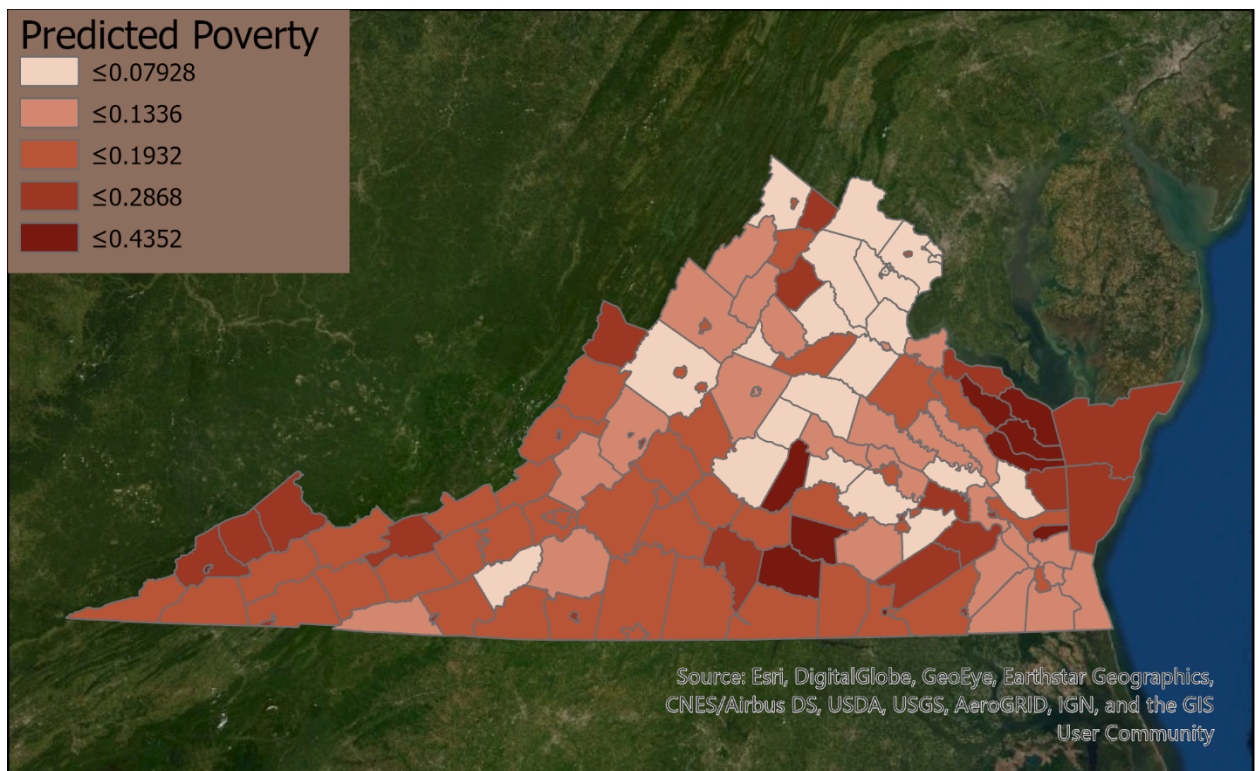 Predicted Poverty
≤0.07928
≤0.1336
≤0.1932
≤0.2868
≤0.4352
Source: Esri, DigitalGlobe, GeoEye, Earthstar Geographics,
CNES/Airbus DS, USDA, USGS, AeroGRID, IGN, and the GIS
User Community